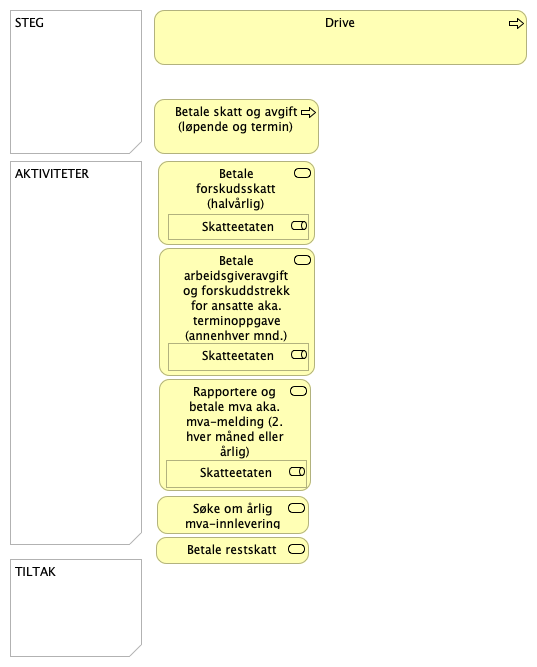 STEG
Drive
Betale skatt og avgift
(løpende og termin)
AKTIVITETER
Betale
forskudsskatt
(halvårlig)
Skatteetaten
Betale
arbeidsgiveravgift
og forskuddstrekk
for ansatte aka.
terminoppgave
(annenhver mnd.)
Skatteetaten
Rapportere og
betale mva aka.
mva-melding (2.
hver måned eller
årlig)
Skatteetaten
Søke om årlig
mva-innlevering
Betale restskatt
TILTAK